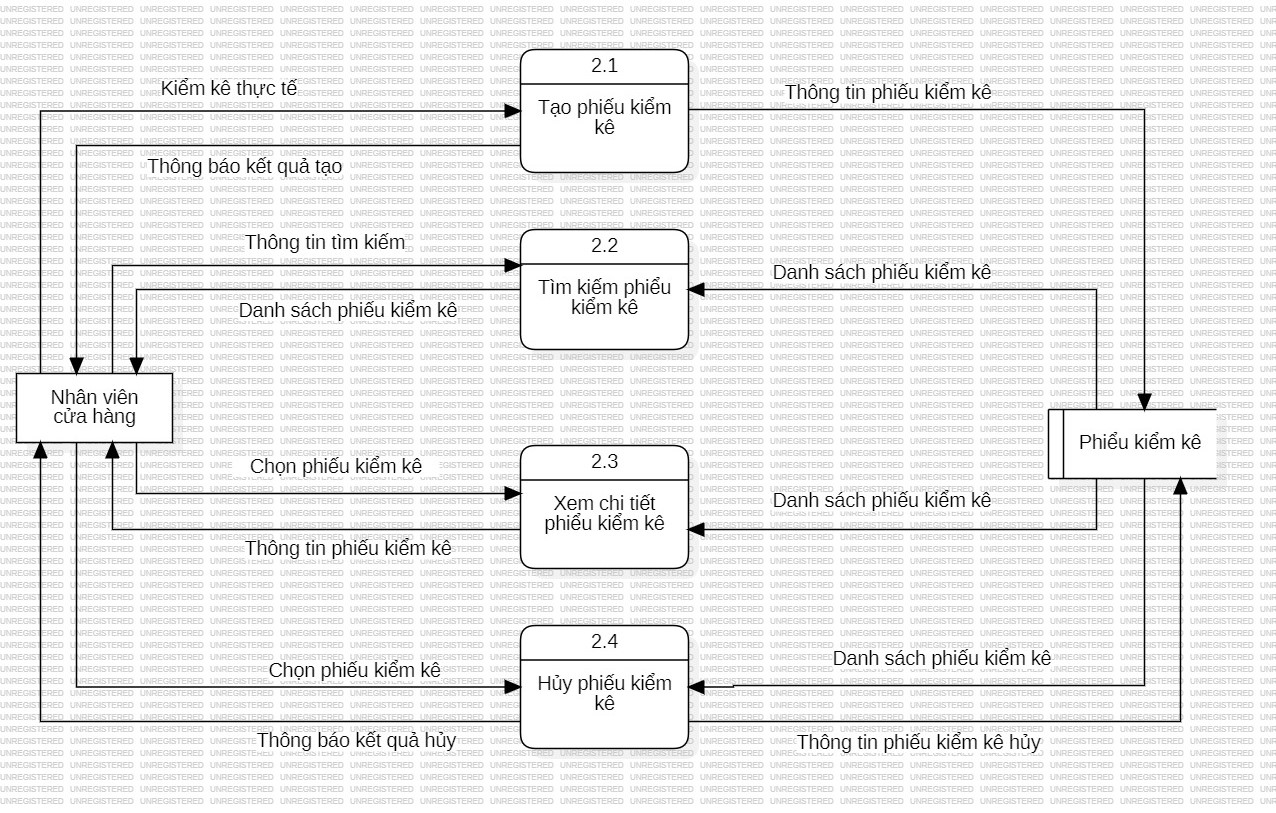 2.1
Kiểm kê thực tế
Thông tin phiếu kiểm kê
Tạo phiếu kiểm
kê
Thông báo kết quả tạo
2.2
Thông tin tìm kiếm
Danh sách phiếu kiểm kê
Tìm kiếm phiếu
kiểm kê
Danh sách phiếu kiểm kê
Nhân viên
cửa hàng
Phiếu kiểm kê
2.3
Chọn phiếu kiểm kê
Danh sách phiếu kiểm kê
Xem chi tiết
phiếu kiểm kê
Thông tin phiếu kiểm kê
2.4
Danh sách phiếu kiểm kê
Chọn phiếu kiểm kê
Hủy phiếu kiểm
kê
Thông báo kết quả hủy
Thông tin phiếu kiểm kê hủy
UNREGISTERED